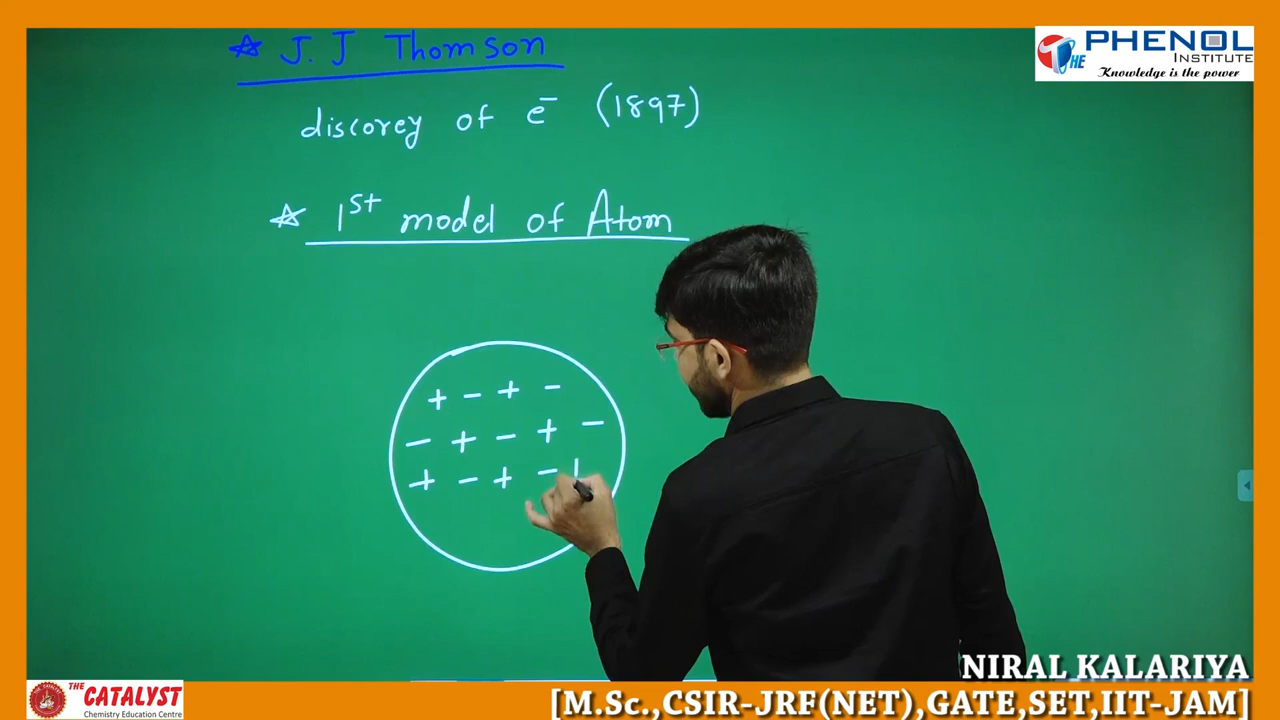 ☆ J. J Thomson
discorey of e⁻ (1897)
☆ 1st model of Atom
+ - + -
- + - + -
+ - + - +
PHENOL
INSTITUTE
THE
Knowledge is the power
NIRAL KALARIYA
[M.Sc.,CSIR-JRF(NET),GATE,SET,IIT-JAM]
THE CATALYST
Chemistry Education Centre